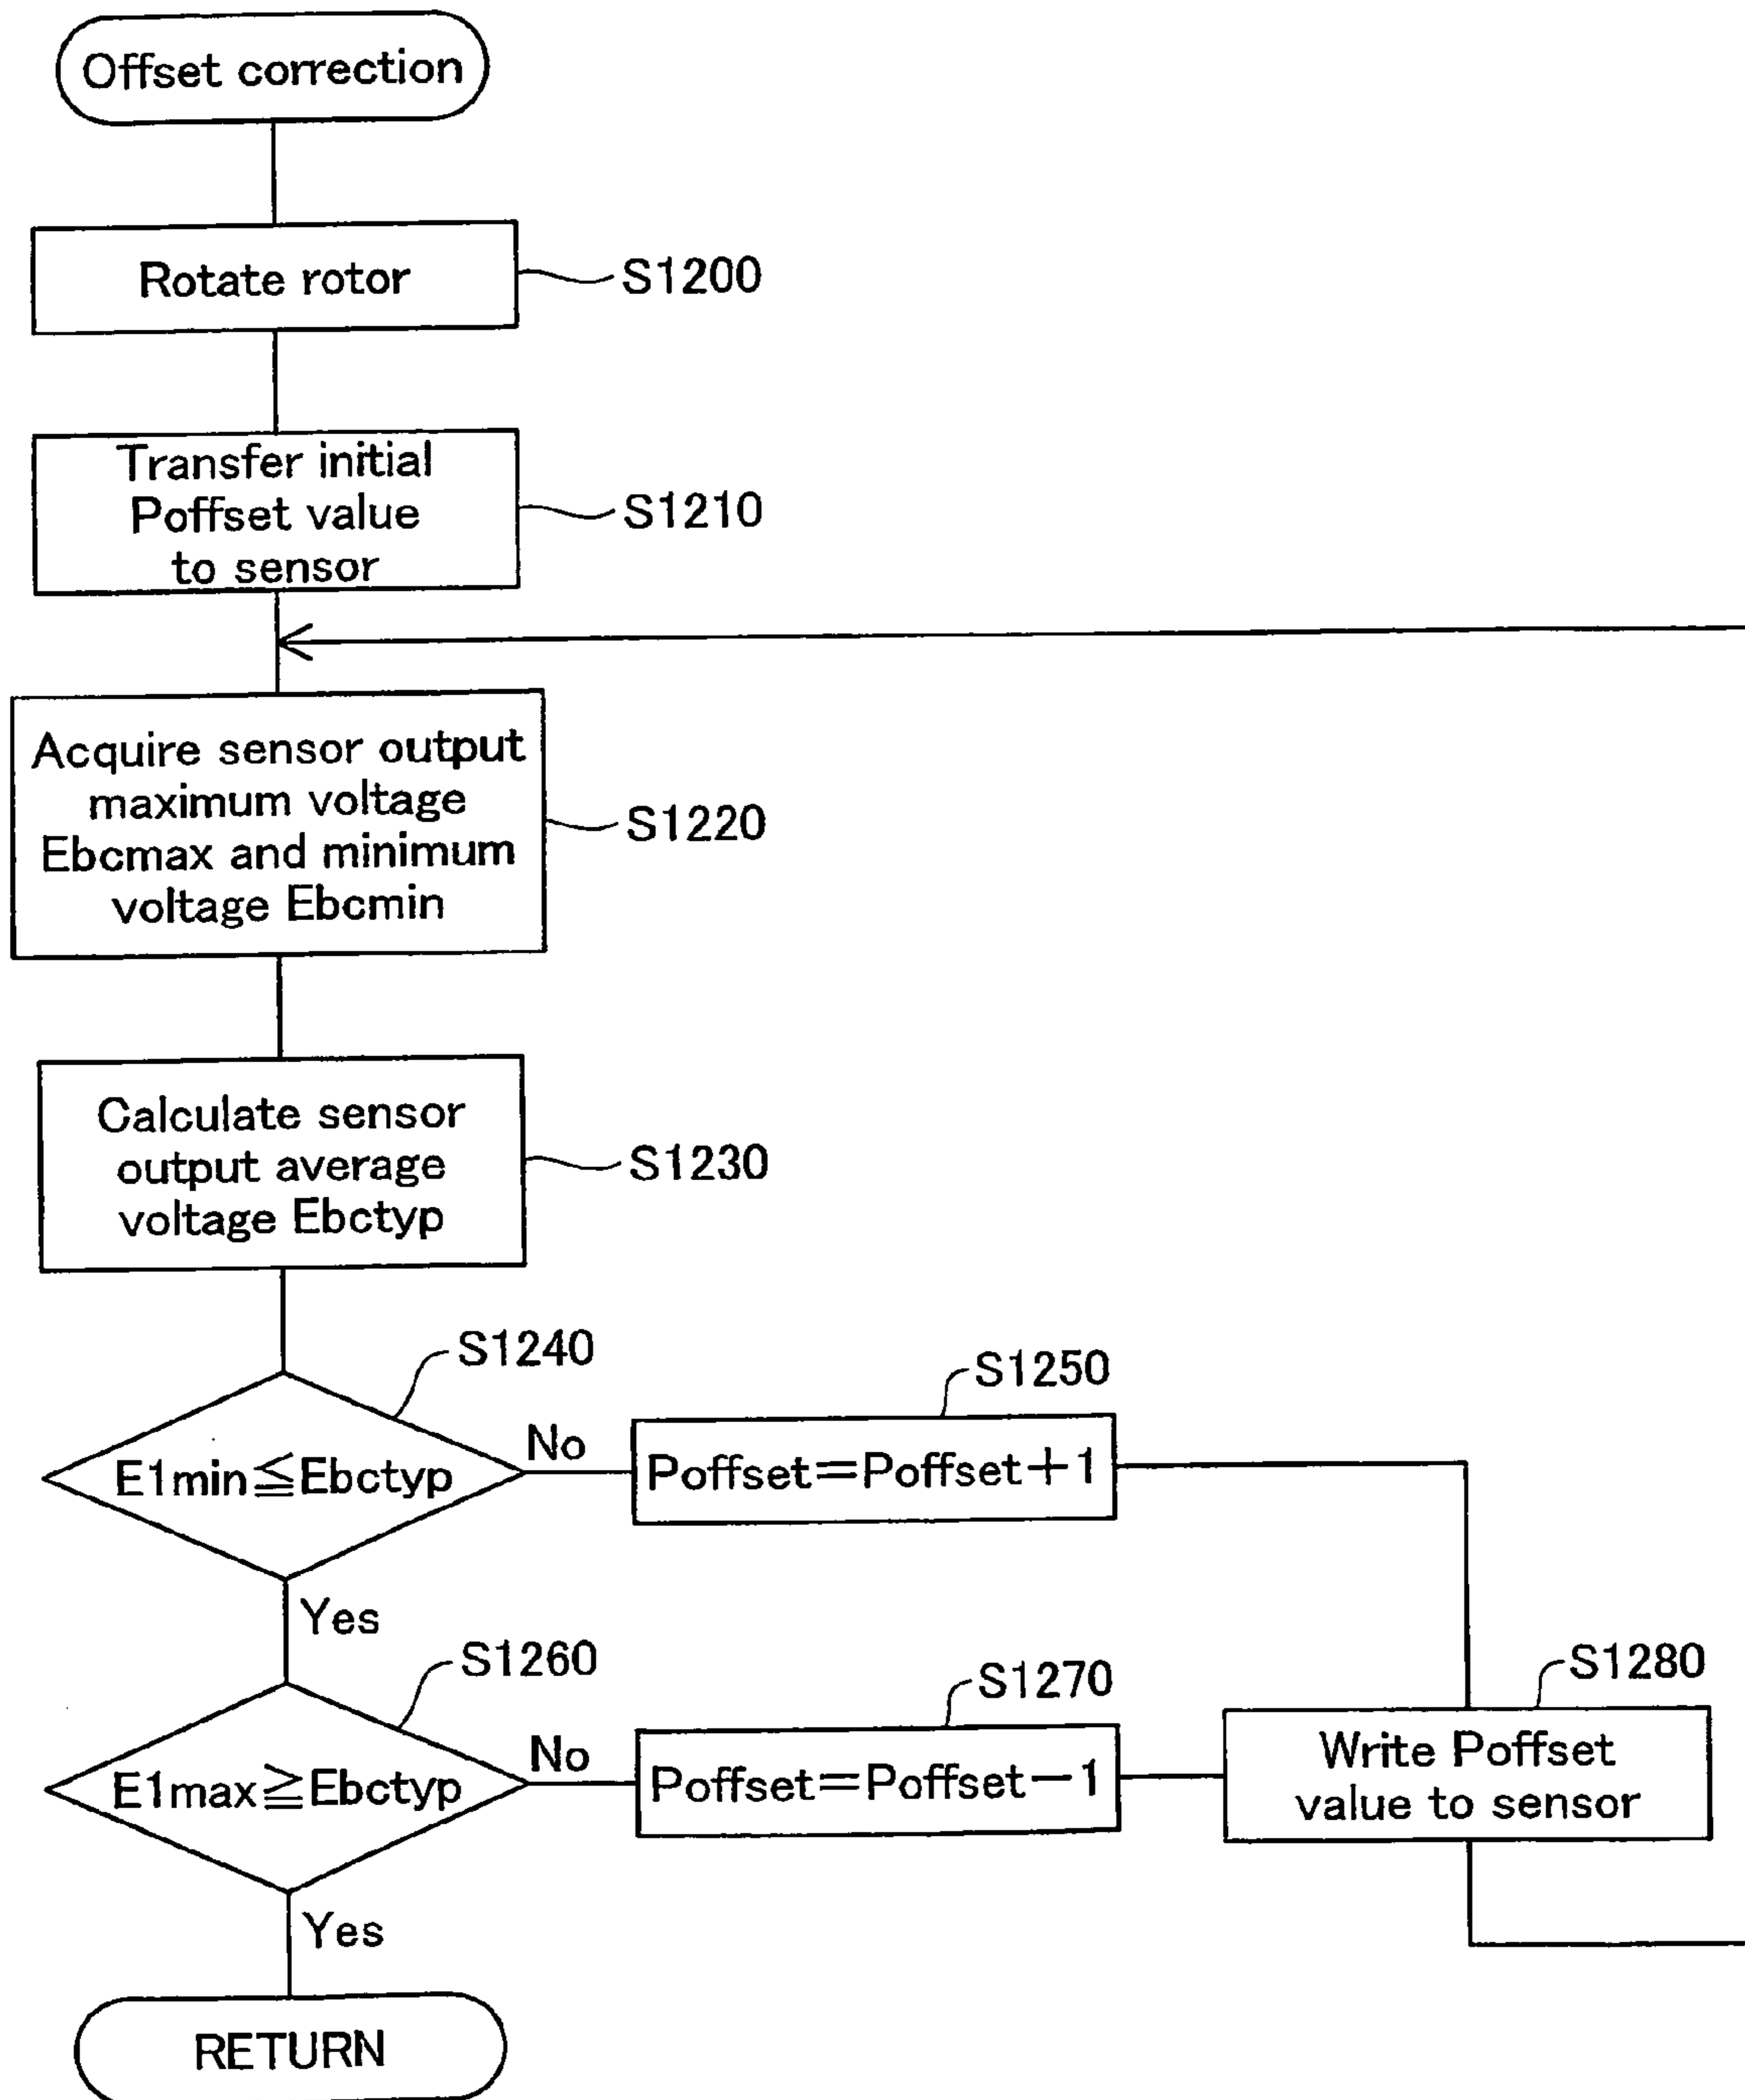 Offset correction
Rotate rotor
S1200
Transfer initial
Poffset value
to sensor
S1210
Acquire sensor output
maximum voltage
Ebcmax and minimum
voltage Ebcmin
S1220
Calculate sensor
output average
voltage Ebctyp
S1230
S1240
E1min≦Ebctyp
No
S1250
Poffset=Poffset+1
Yes
S1260
E1max≧Ebctyp
No
S1270
Poffset=Poffset−1
S1280
Write Poffset
value to sensor
Yes
RETURN